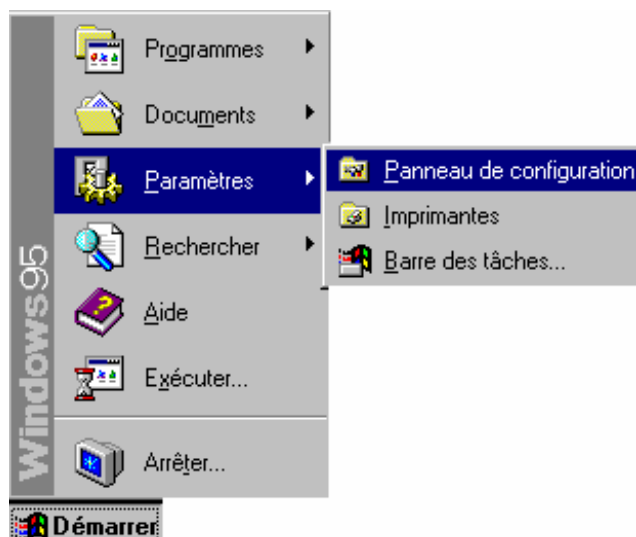 Programmes
Documents
Paramètres
Panneau de configuration
Imprimantes
Barre des tâches...
Rechercher
Aide
Exécuter...
Arrêter...
Windows95
Démarrer